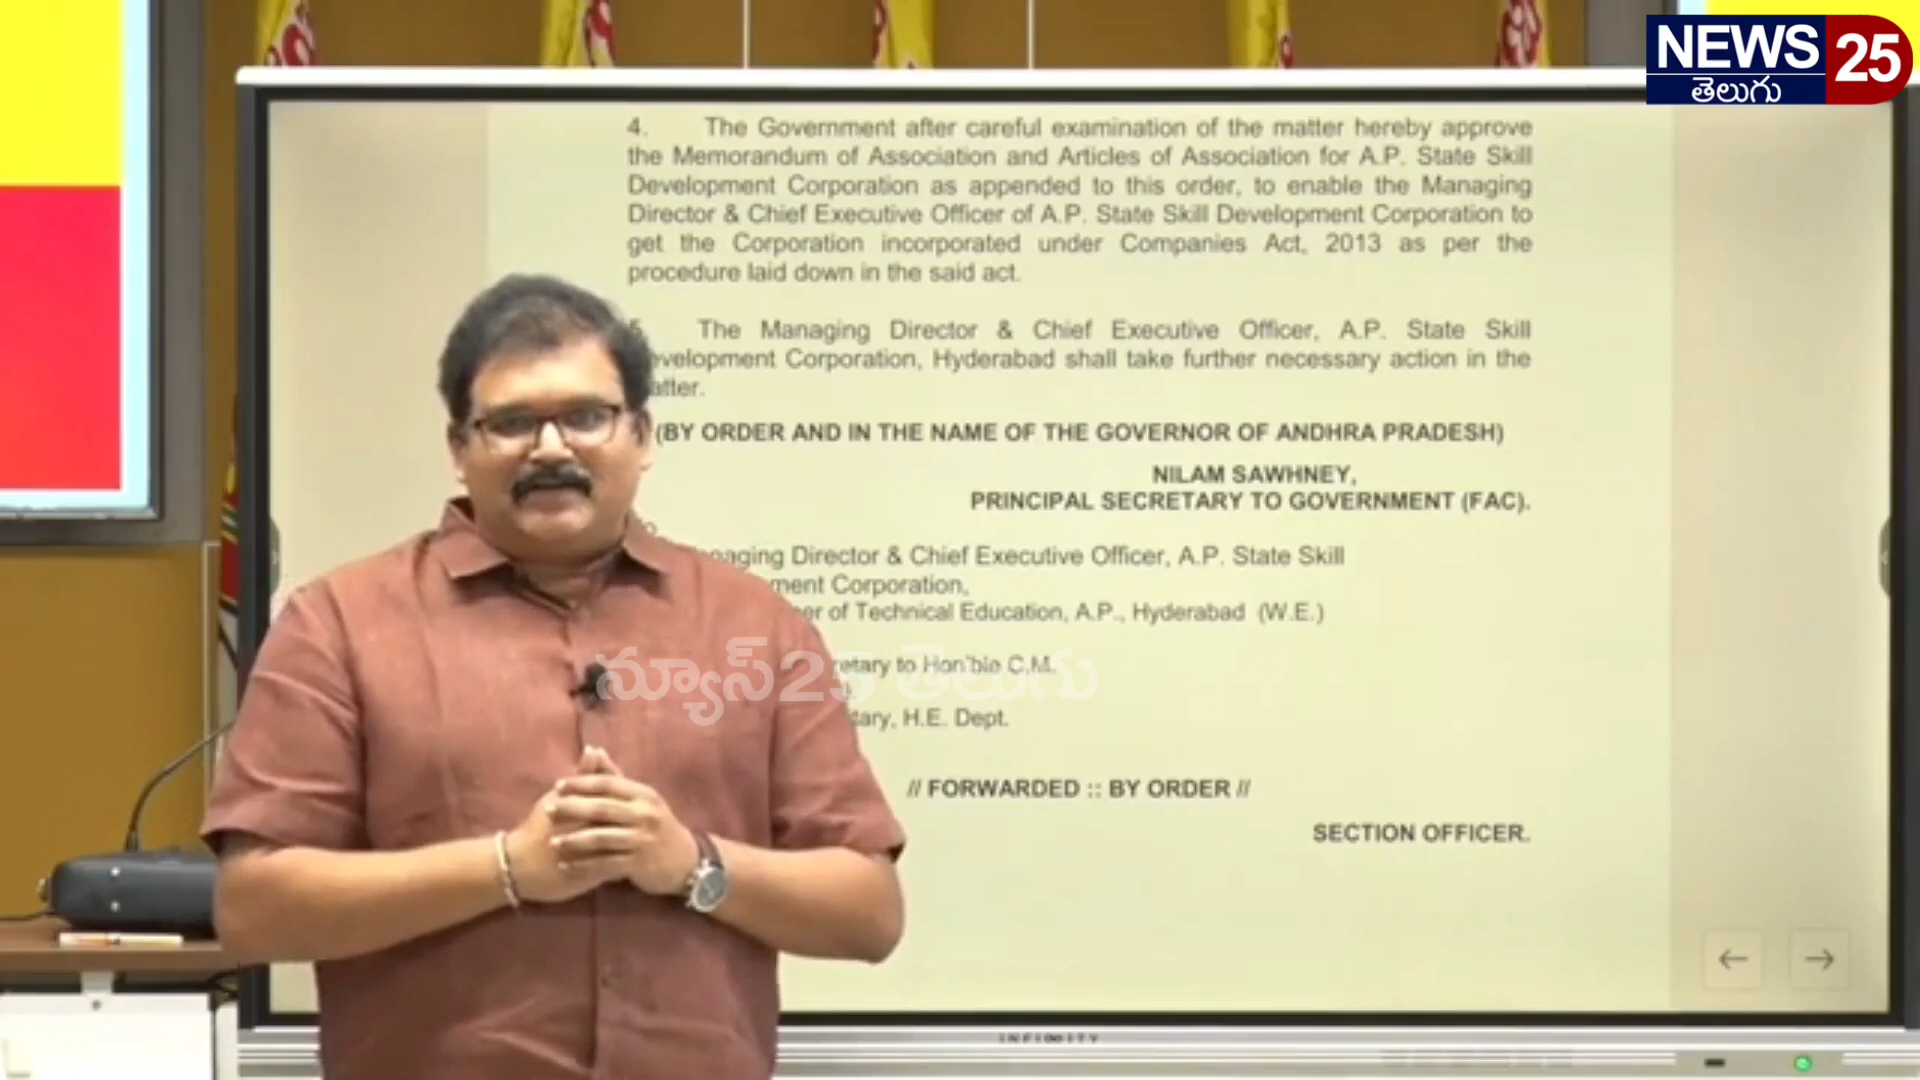 NEWS 25
తెలుగు
4. The Government after careful examination of the matter hereby approve
the Memorandum of Association and Articles of Association for A.P. State Skill
Development Corporation as appended to this order, to enable the Managing
Director & Chief Executive Officer of A.P. State Skill Development Corporation to
get the Corporation incorporated under Companies Act, 2013 as per the
procedure laid down in the said act.
5. The Managing Director & Chief Executive Officer, A.P. State Skill
evelopment Corporation, Hyderabad shall take further necessary action in the
atter.
(BY ORDER AND IN THE NAME OF THE GOVERNOR OF ANDHRA PRADESH)
NILAM SAWHNEY,
PRINCIPAL SECRETARY TO GOVERNMENT (FAC).
naging Director & Chief Executive Officer, A.P. State Skill
ment Corporation,
er of Technical Education, A.P., Hyderabad (W.E.)
retary to Hon'ble C.M.
న్యూస్25 తెలుగు
tary, H.E. Dept.
// FORWARDED :: BY ORDER //
SECTION OFFICER.
INFINITY